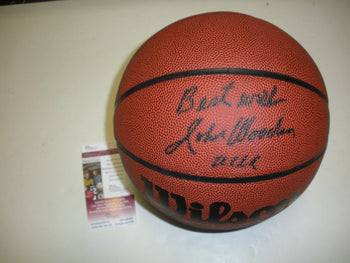 Best wishes
John Wooden
UCLA
Wilson